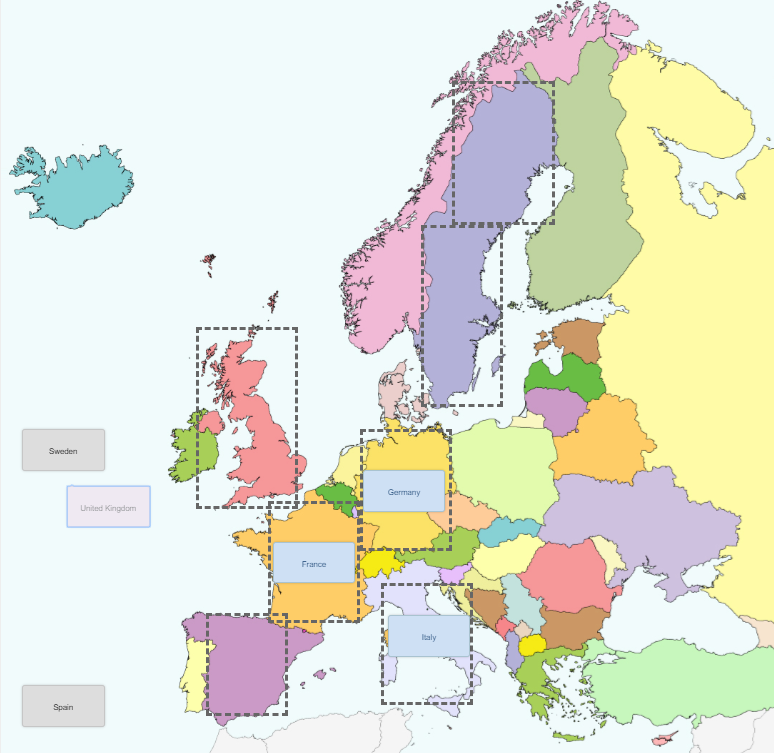 Sweden
United Kingdom
Germany
France
Italy
Spain